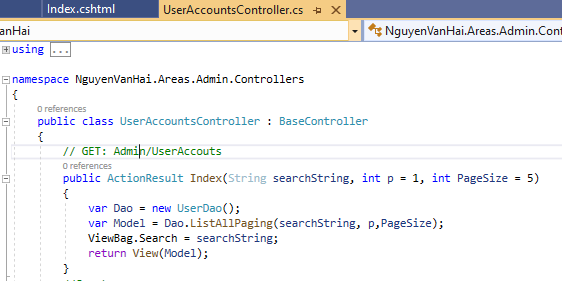 Index.cshtml UserAccountsController.cs
anHai NguyenVanHai.Areas.Admin.Cont
using ...
namespace NguyenVanHai.Areas.Admin.Controllers
{
0 references
public class UserAccountsController : BaseController
{
// GET: Admin/UserAccouts
0 references
public ActionResult Index(String searchString, int p = 1, int PageSize = 5)
{
var Dao = new UserDao();
var Model = Dao.ListAllPaging(searchString, p,PageSize);
ViewBag.Search = searchString;
return View(Model);
}